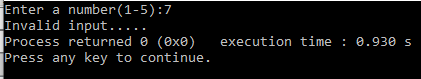 Enter a number(1-5):7
Invalid input.....
Process returned 0 (0x0)   execution time : 0.930 s
Press any key to continue.